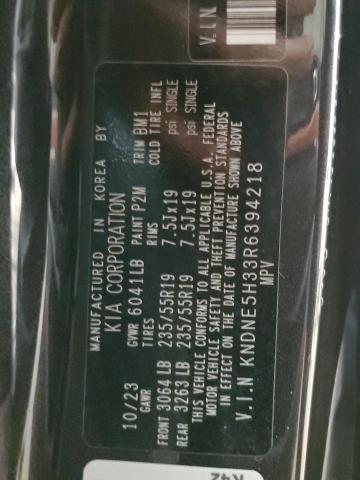 MANUFACTURED IN KOREA BY
KIA CORPORATION
10/23 GVWR 6041LB PAINT P2M TRIM BM1
GAWR TIRES RIMS COLD TIRE INFL
FRONT 3064 LB 235/55R19 7.5Jx19 psi SINGLE
REAR 3263 LB 235/55R19 7.5Jx19 psi SINGLE
THIS VEHICLE CONFORMS TO ALL APPLICABLE U.S.A. FEDERAL
MOTOR VEHICLE SAFETY AND THEFT PREVENTION STANDARDS
IN EFFECT ON THE DATE OF MANUFACTURE SHOWN ABOVE
V.I.N KNDNE5H33R6394218
MPV
V.I.N
K42